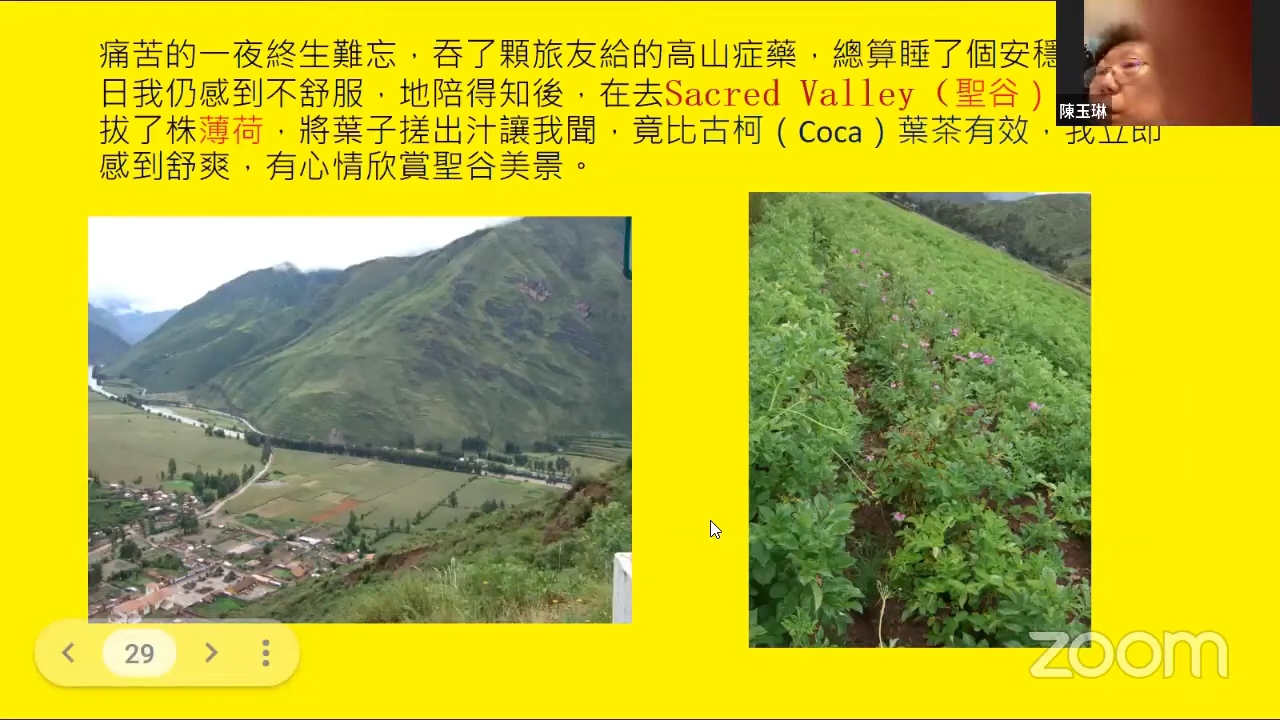 痛苦的一夜終生難忘，吞了顆旅友給的高山症藥，總算睡了個安穩
日我仍感到不舒服，地陪得知後，在去Sacred Valley（聖谷）
拔了株薄荷，將葉子搓出汁讓我聞，竟比古柯（Coca）葉茶有效，我立即
感到舒爽，有心情欣賞聖谷美景。
陳玉琳
29
zoom